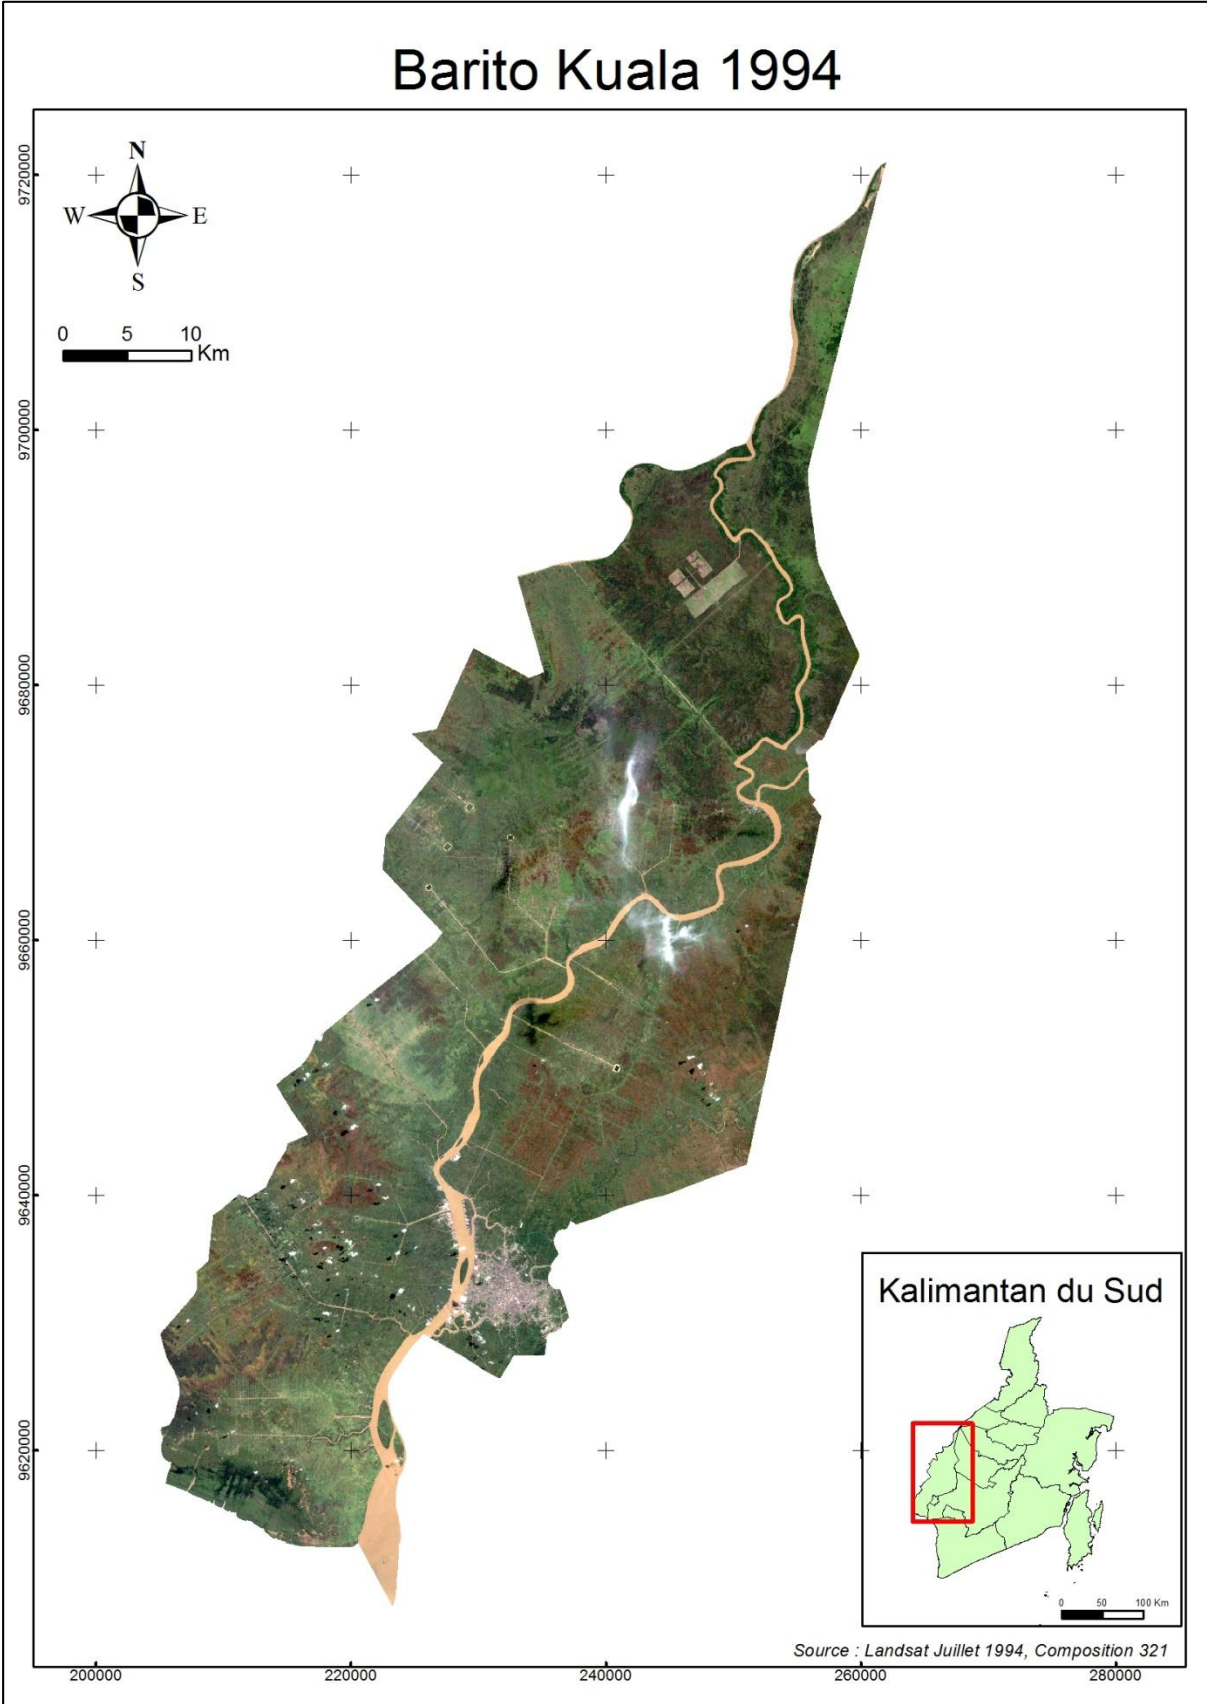 Barito Kuala 1994
N
W E
S
0 5 10
Km
9720000
9700000
9680000
9660000
9640000
9620000
Kalimantan du Sud
0 50 100 Km
Source : Landsat Juillet 1994, Composition 321
200000 220000 240000 260000 280000